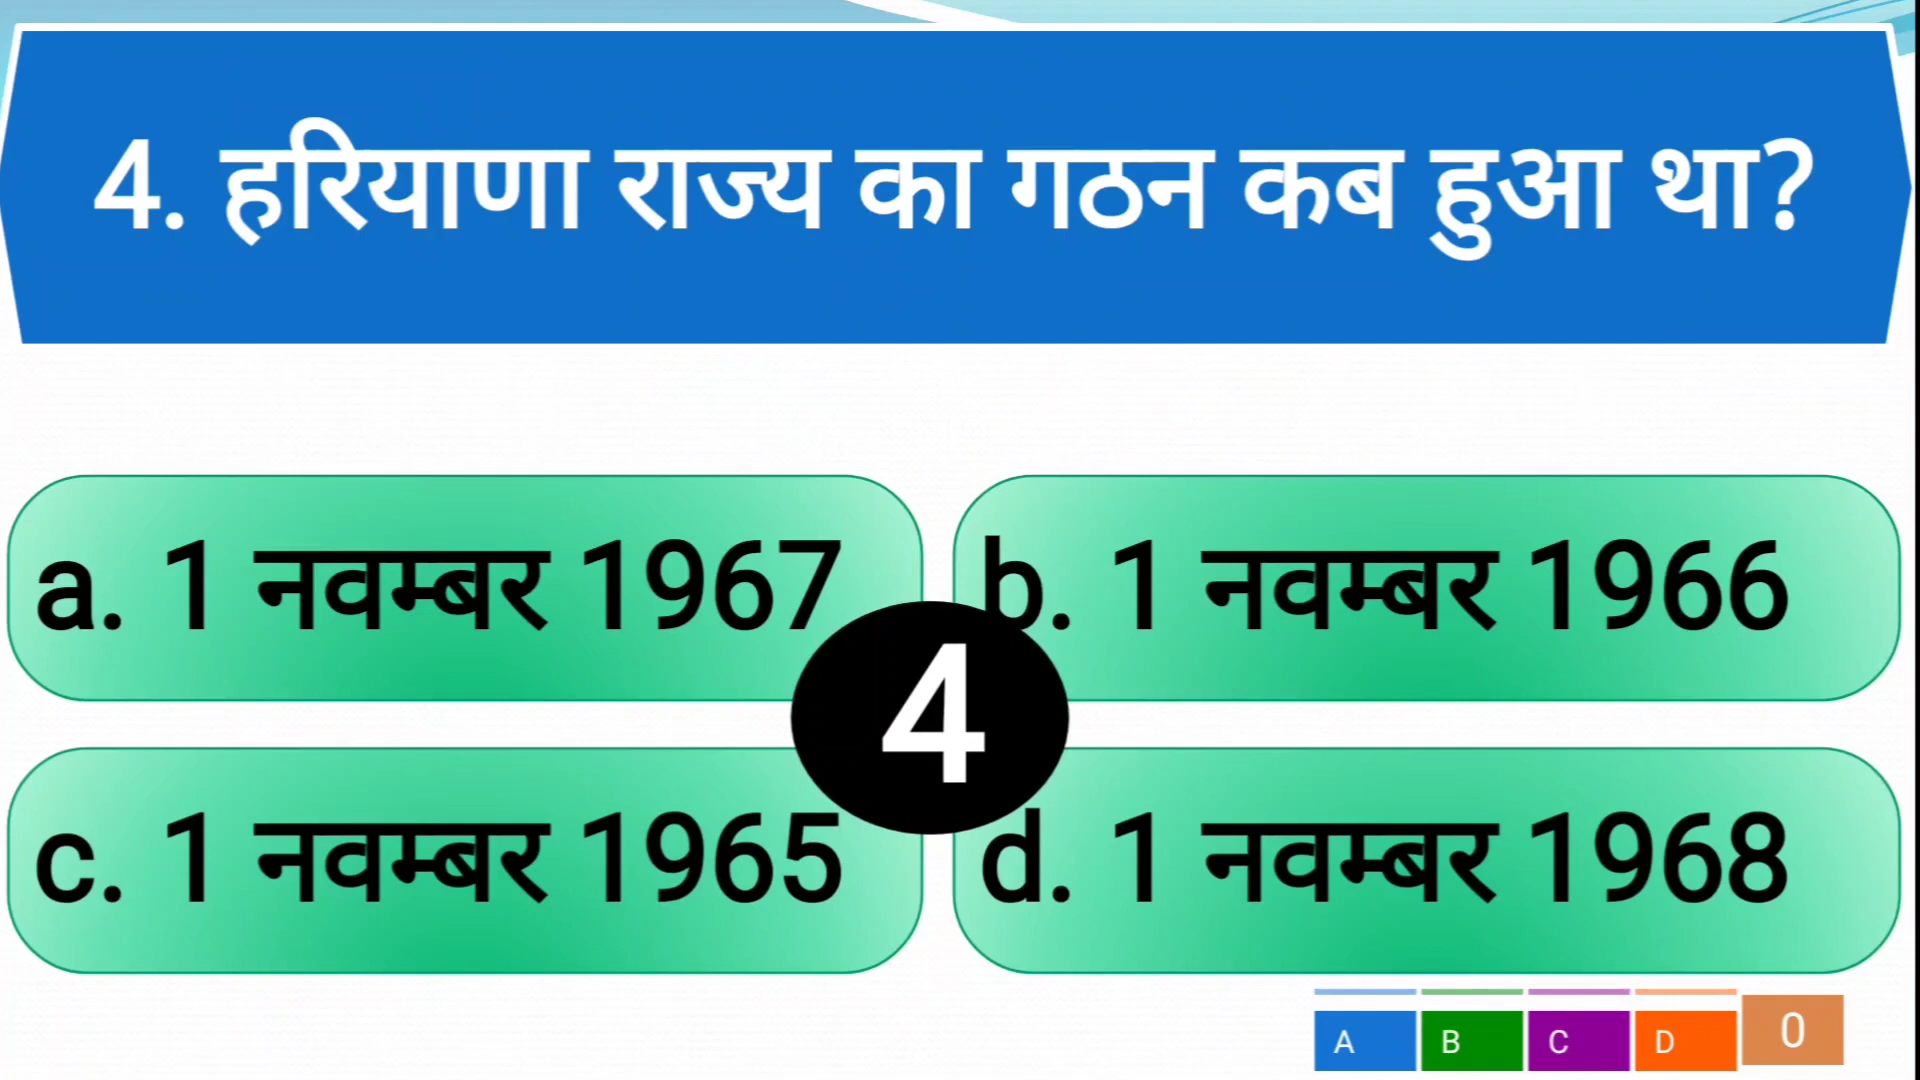 4. हरियाणा राज्य का गठन कब हुआ था?
a. 1 नवम्बर 1967
b. 1 नवम्बर 1966
4
c. 1 नवम्बर 1965
d. 1 नवम्बर 1968
A B C D 0